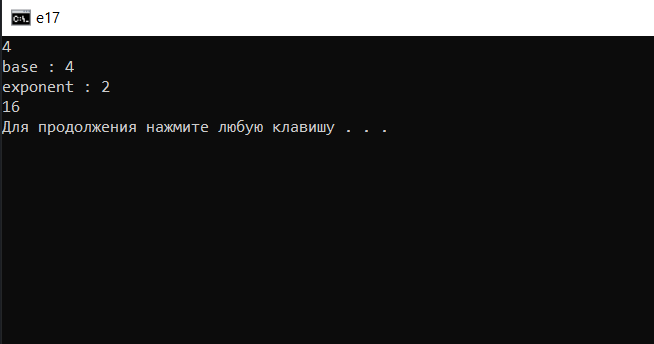 e17
4
base : 4
exponent : 2
16
Для продолжения нажмите любую клавишу . . .